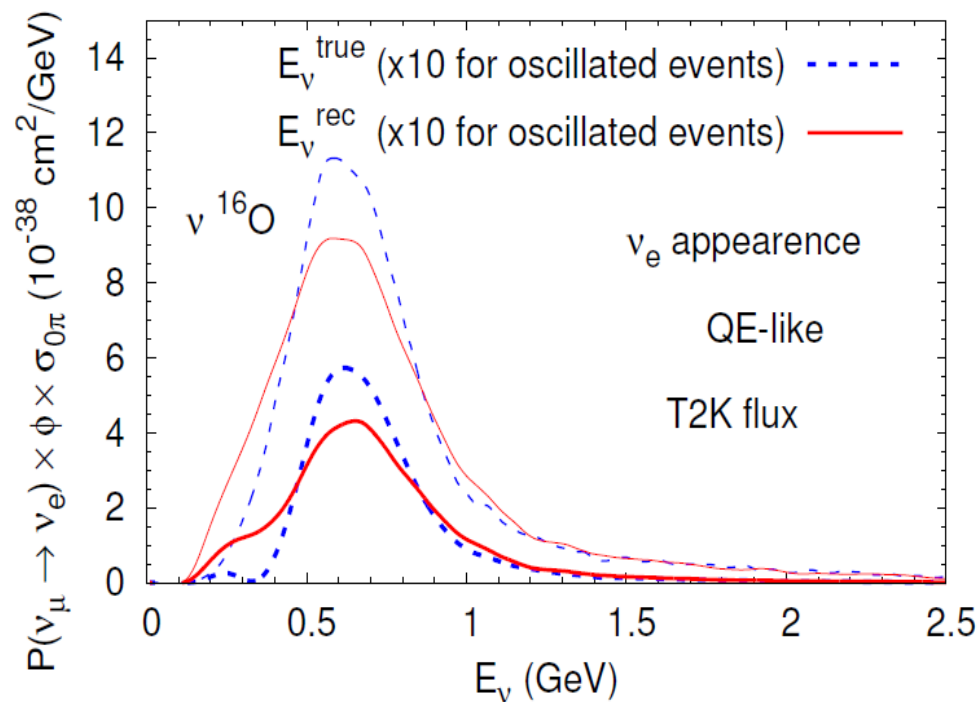 P(ν_μ → ν_e) × ϕ × σ_0π (10^-38 cm^2/GeV)
14
12
10
8
6
4
2
0
E_ν^true (x10 for oscillated events)
E_ν^rec (x10 for oscillated events)
ν ^16O
ν_e appearence
QE-like
T2K flux
0 0.5 1 1.5 2 2.5
E_ν (GeV)